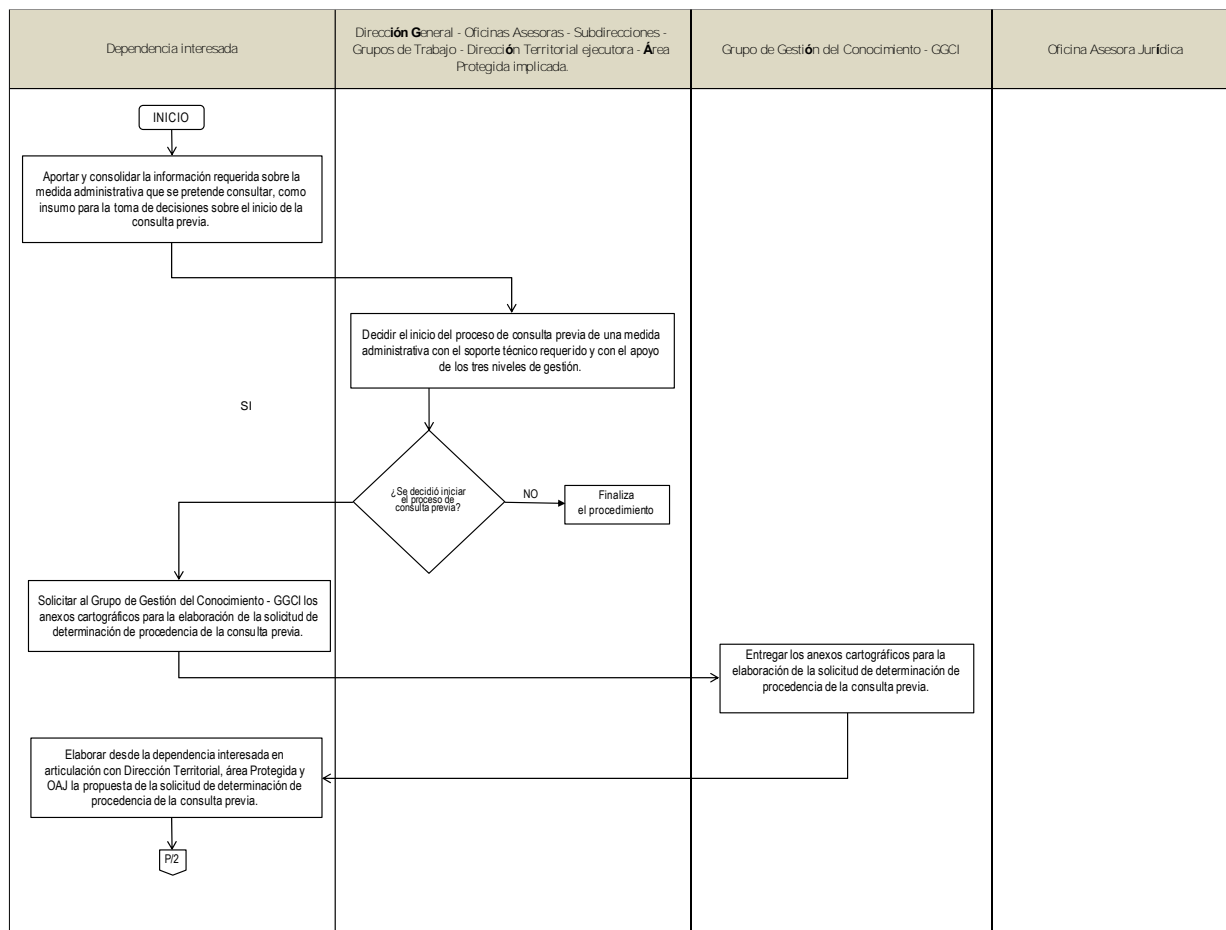 Dependencia interesada
Dirección General - Oficinas Asesoras - Subdirecciones -
Grupos de Trabajo - Dirección Territorial ejecutora - Área
Protegida implicada.
Grupo de Gestión del Conocimiento - GGCI
Oficina Asesora Jurídica
INICIO
Aportar y consolidar la información requerida sobre la
medida administrativa que se pretende consultar, como
insumo para la toma de decisiones sobre el inicio de la
consulta previa.
Decidir el inicio del proceso de consulta previa de una medida
administrativa con el soporte técnico requerido y con el apoyo
de los tres niveles de gestión.
SI
¿Se decidió iniciar
el proceso de
consulta previa?
NO
Finaliza
el procedimiento
Solicitar al Grupo de Gestión del Conocimiento - GGCI los
anexos cartográficos para la elaboración de la solicitud de
determinación de procedencia de la consulta previa.
Entregar los anexos cartográficos para la
elaboración de la solicitud de determinación de
procedencia de la consulta previa.
Elaborar desde la dependencia interesada en
articulación con Dirección Territorial, área Protegida y
OAJ la propuesta de la solicitud de determinación de
procedencia de la consulta previa.
P/2